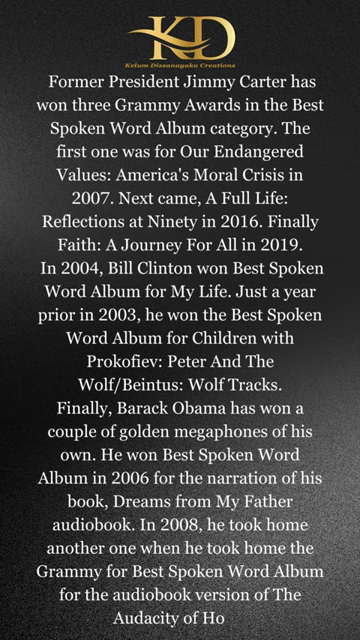 KD
Kelum Dissanayaka Creations
Former President Jimmy Carter has
won three Grammy Awards in the Best
Spoken Word Album category. The
first one was for Our Endangered
Values: America's Moral Crisis in
2007. Next came, A Full Life:
Reflections at Ninety in 2016. Finally
Faith: A Journey For All in 2019.
In 2004, Bill Clinton won Best Spoken
Word Album for My Life. Just a year
prior in 2003, he won the Best Spoken
Word Album for Children with
Prokofiev: Peter And The
Wolf/Beintus: Wolf Tracks.
Finally, Barack Obama has won a
couple of golden megaphones of his
own. He won Best Spoken Word
Album in 2006 for the narration of his
book, Dreams from My Father
audiobook. In 2008, he took home
another one when he took home the
Grammy for Best Spoken Word Album
for the audiobook version of The
Audacity of Ho